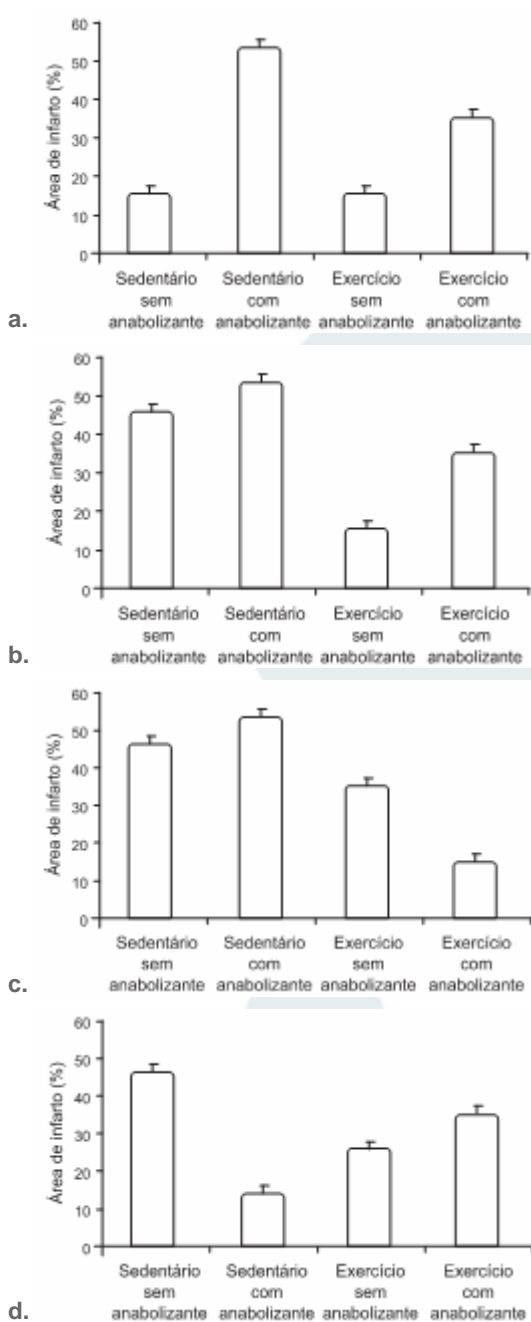 60
50
40
30
20
10
0
Área de infarto (%)
Sedentário Sedentário Exercício Exercício
sem com sem com
a. anabolizante anabolizante anabolizante anabolizante
60
50
40
30
20
10
0
Área de infarto (%)
Sedentário Sedentário Exercício Exercício
sem com sem com
b. anabolizante anabolizante anabolizante anabolizante
60
50
40
30
20
10
0
Área de infarto (%)
Sedentário Sedentário Exercício Exercício
sem com sem com
c. anabolizante anabolizante anabolizante anabolizante
60
50
40
30
20
10
0
Área de infarto (%)
Sedentário Sedentário Exercício Exercício
sem com sem com
d. anabolizante anabolizante anabolizante anabolizante